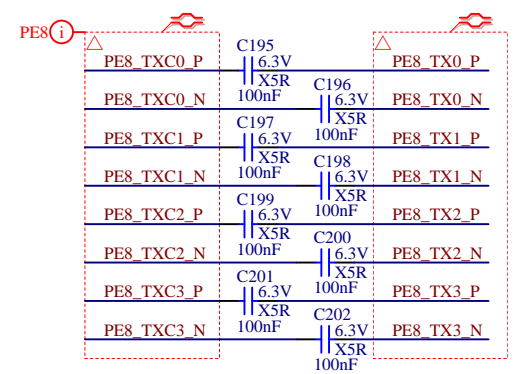 PE8 i
C195
PE8_TXC0_P 6.3V PE8_TX0_P
X5R
100nF C196
PE8_TXC0_N 6.3V PE8_TX0_N
X5R
C197 100nF
PE8_TXC1_P 6.3V PE8_TX1_P
X5R
100nF C198
PE8_TXC1_N 6.3V PE8_TX1_N
X5R
C199 100nF
PE8_TXC2_P 6.3V PE8_TX2_P
X5R
100nF C200
PE8_TXC2_N 6.3V PE8_TX2_N
X5R
C201 100nF
PE8_TXC3_P 6.3V PE8_TX3_P
X5R
100nF C202
PE8_TXC3_N 6.3V PE8_TX3_N
X5R
100nF